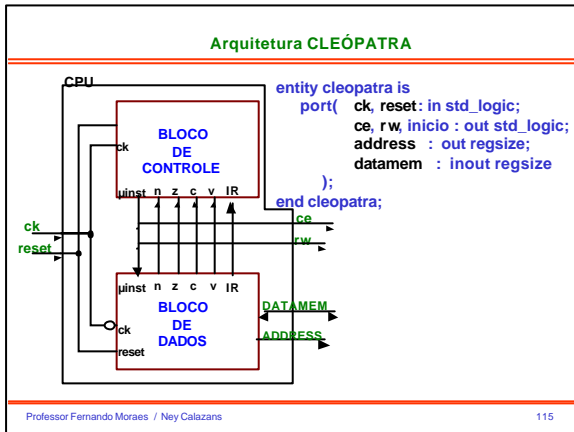 Arquitetura CLEÓPATRA
CPU
entity cleopatra is
port( ck, reset: in std_logic;
ce, rw, inicio : out std_logic;
address : out regsize;
datamem : inout regsize
);
end cleopatra;
BLOCO
DE
CONTROLE
ck
µinst n z c v IR
ce
rw
ck
reset
µinst n z c v IR
BLOCO
DE
DADOS
ck
reset
DATAMEM
ADDRESS
Professor Fernando Moraes / Ney Calazans 115